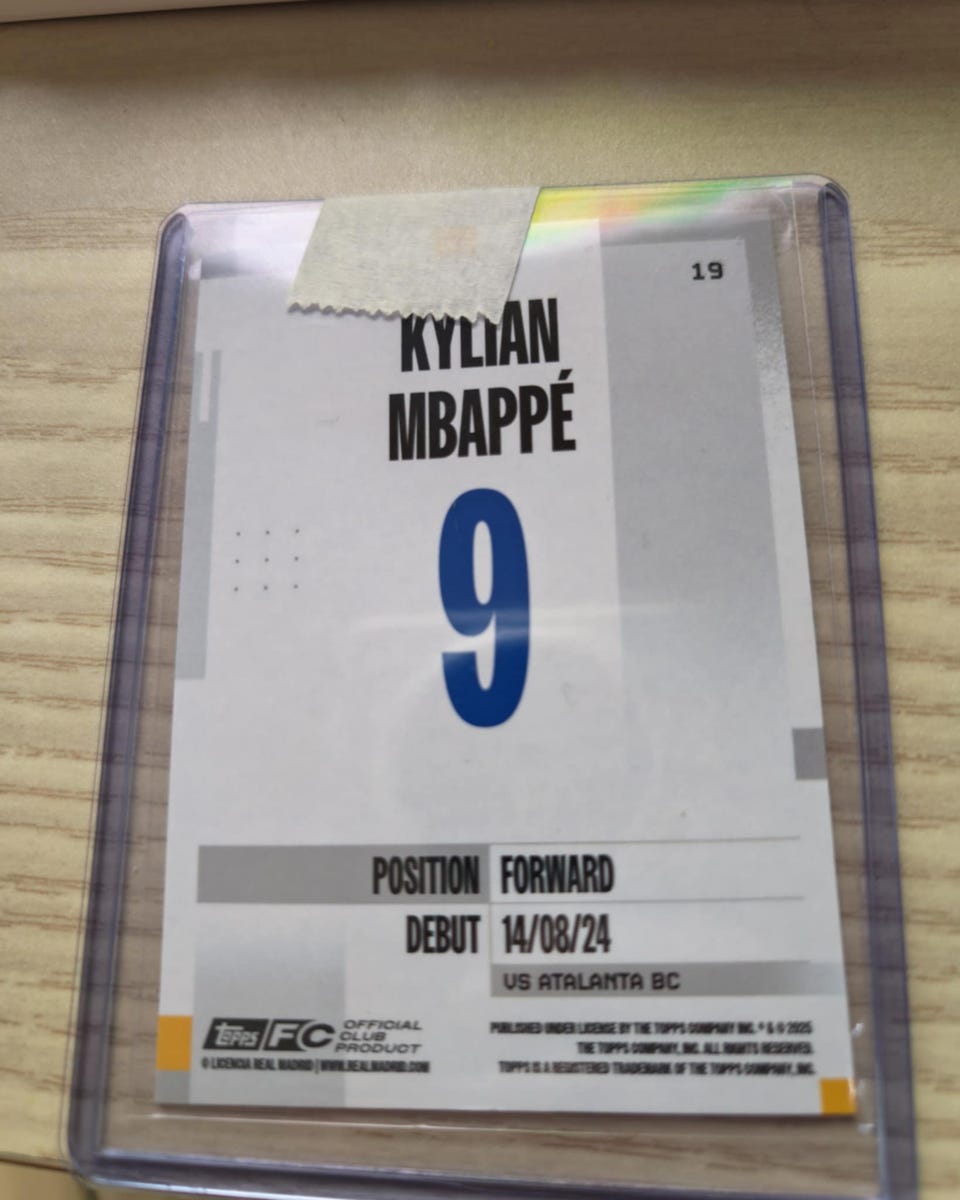 19
KYLIAN
MBAPPÉ
9
POSITION FORWARD
DEBUT 14/08/24
VS ATALANTA BC
TOPPS FC OFFICIAL
CLUB
PRODUCT
© LICENCIA REAL MADRID | WWW.REALMADRID.COM
PUBLISHED UNDER LICENSE BY THE TOPPS COMPANY INC. ® & © 2025
THE TOPPS COMPANY, INC. ALL RIGHTS RESERVED.
TOPPS IS A REGISTERED TRADEMARK OF THE TOPPS COMPANY, INC.